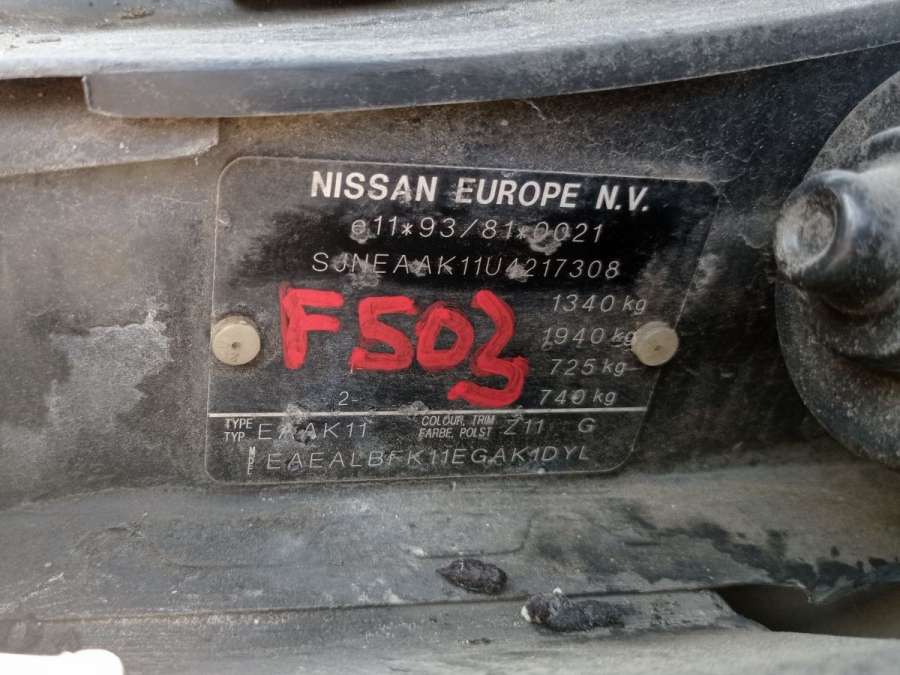 NISSAN EUROPE N.V.
e11*93/81*0021
SJNEAAK11U4217308
1340 kg
F503
1940 kg
725 kg
2- 740 kg
TYPE
TYP EAAK11 COLOUR, TRIM
FARBE, POLST Z11 G
EAEALBFK11EGAK1DYL